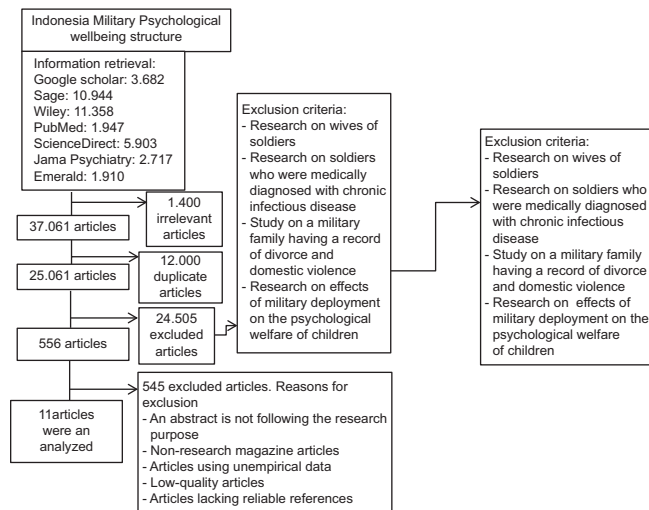 Indonesia Military Psychological
wellbeing structure
Information retrieval:
Google scholar: 3.682
Sage: 10.944
Wiley: 11.358
PubMed: 1.947
ScienceDirect: 5.903
Jama Psychiatry: 2.717
Emerald: 1.910
1.400
irrelevant
articles
37.061 articles
12.000
duplicate
articles
25.061 articles
24.505
excluded
articles
556 articles
11articles
were an
analyzed
545 excluded articles. Reasons for
exclusion
- An abstract is not following the research
purpose
- Non-research magazine articles
- Articles using unempirical data
- Low-quality articles
- Articles lacking reliable references
Exclusion criteria:
- Research on wives of
soldiers
- Research on soldiers
who were medically
diagnosed with chronic
infectious disease
- Study on a military
family having a record
of divorce and
domestic violence
- Research on effects
of military deployment
on the psychological
welfare of children
Exclusion criteria:
- Research on wives of
soldiers
- Research on soldiers who
were medically diagnosed
with chronic infectious
disease
- Study on a military family
having a record of divorce
and domestic violence
- Research on effects of
military deployment on the
psychological welfare
of children